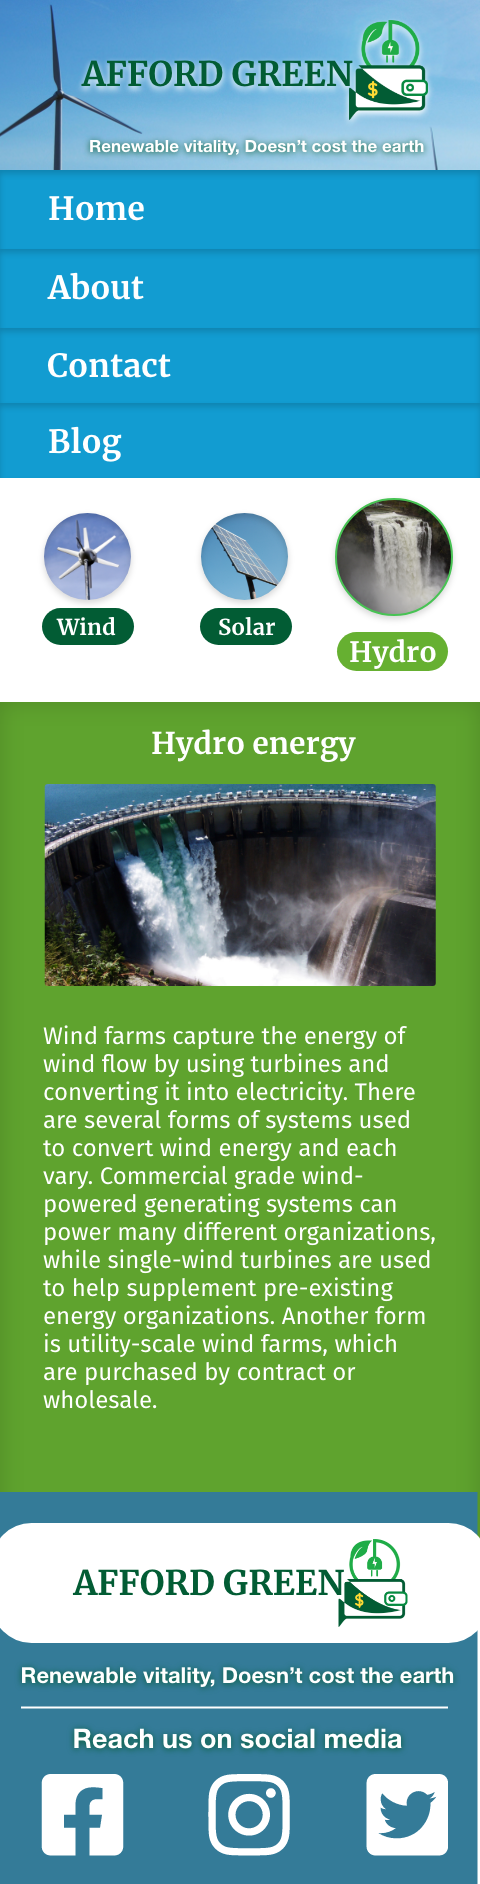 AFFORD GREEN
$
Renewable vitality, Doesn't cost the earth
Home
About
Contact
Blog
Wind
Solar
Hydro
Hydro energy
Wind farms capture the energy of
wind flow by using turbines and
converting it into electricity. There
are several forms of systems used
to convert wind energy and each
vary. Commercial grade wind-
powered generating systems can
power many different organizations,
while single-wind turbines are used
to help supplement pre-existing
energy organizations. Another form
is utility-scale wind farms, which
are purchased by contract or
wholesale.
AFFORD GREEN
$
Renewable vitality, Doesn't cost the earth
Reach us on social media